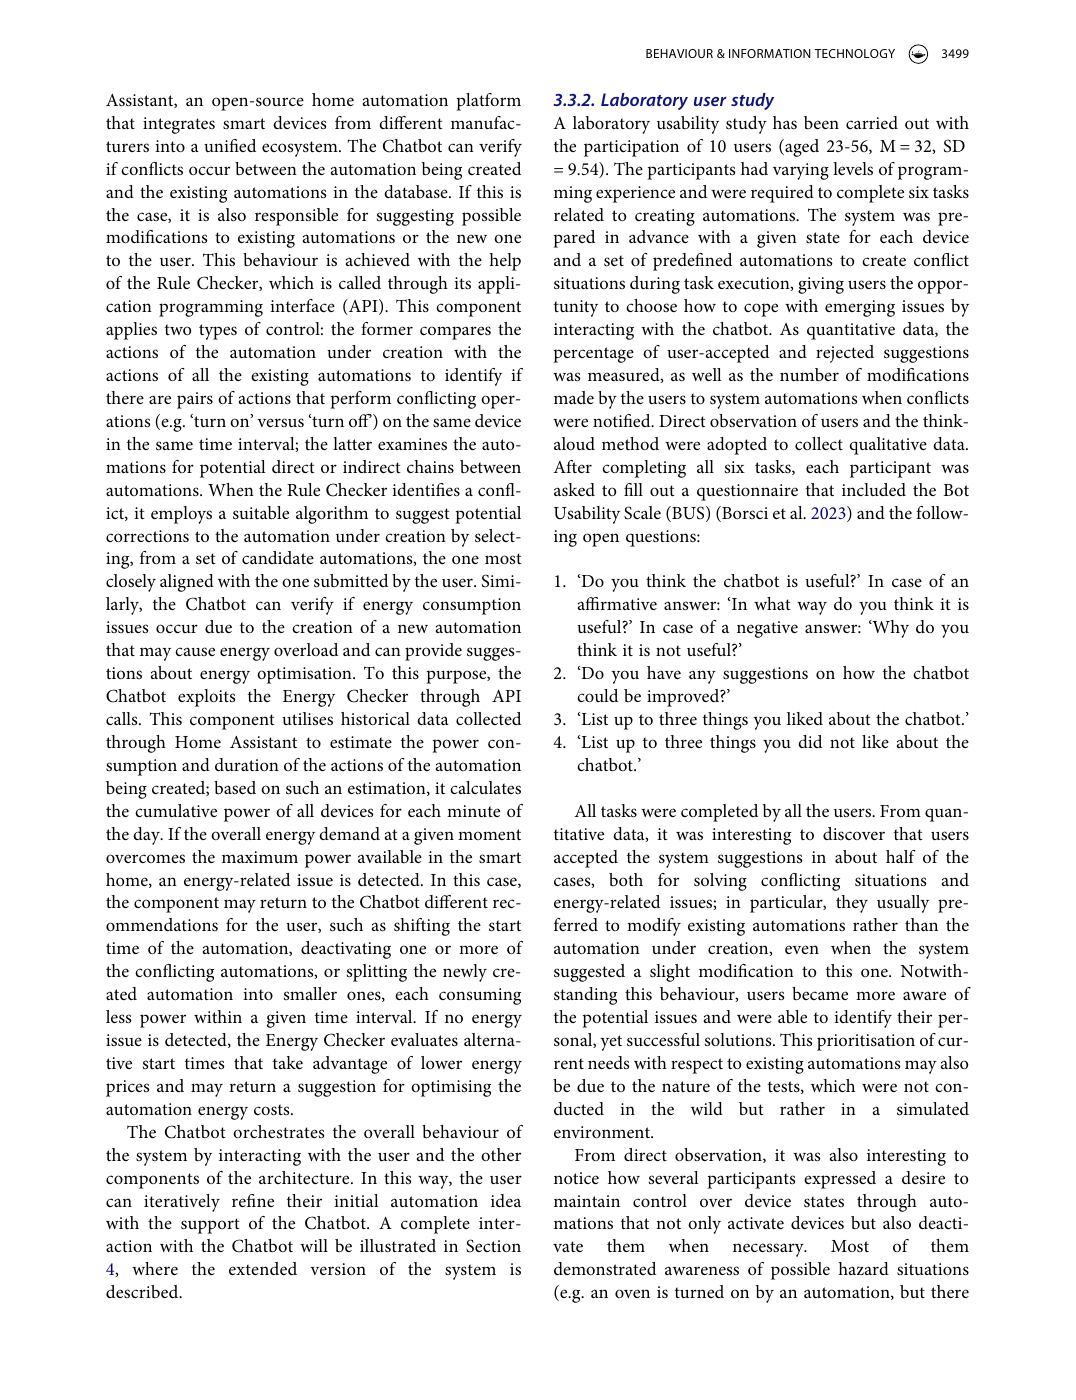 BEHAVIOUR & INFORMATION TECHNOLOGY 3499
Assistant, an open-source home automation platform
that integrates smart devices from different manufac-
turers into a unified ecosystem. The Chatbot can verify
if conflicts occur between the automation being created
and the existing automations in the database. If this is
the case, it is also responsible for suggesting possible
modifications to existing automations or the new one
to the user. This behaviour is achieved with the help
of the Rule Checker, which is called through its appli-
cation programming interface (API). This component
applies two types of control: the former compares the
actions of the automation under creation with the
actions of all the existing automations to identify if
there are pairs of actions that perform conflicting oper-
ations (e.g. ‘turn on’ versus ‘turn off’) on the same device
in the same time interval; the latter examines the auto-
mations for potential direct or indirect chains between
automations. When the Rule Checker identifies a confl-
ict, it employs a suitable algorithm to suggest potential
corrections to the automation under creation by select-
ing, from a set of candidate automations, the one most
closely aligned with the one submitted by the user. Simi-
larly, the Chatbot can verify if energy consumption
issues occur due to the creation of a new automation
that may cause energy overload and can provide sugges-
tions about energy optimisation. To this purpose, the
Chatbot exploits the Energy Checker through API
calls. This component utilises historical data collected
through Home Assistant to estimate the power con-
sumption and duration of the actions of the automation
being created; based on such an estimation, it calculates
the cumulative power of all devices for each minute of
the day. If the overall energy demand at a given moment
overcomes the maximum power available in the smart
home, an energy-related issue is detected. In this case,
the component may return to the Chatbot different rec-
ommendations for the user, such as shifting the start
time of the automation, deactivating one or more of
the conflicting automations, or splitting the newly cre-
ated automation into smaller ones, each consuming
less power within a given time interval. If no energy
issue is detected, the Energy Checker evaluates alterna-
tive start times that take advantage of lower energy
prices and may return a suggestion for optimising the
automation energy costs.
The Chatbot orchestrates the overall behaviour of
the system by interacting with the user and the other
components of the architecture. In this way, the user
can iteratively refine their initial automation idea
with the support of the Chatbot. A complete inter-
action with the Chatbot will be illustrated in Section
4, where the extended version of the system is
described.
3.3.2. Laboratory user study
A laboratory usability study has been carried out with
the participation of 10 users (aged 23-56, M = 32, SD
= 9.54). The participants had varying levels of program-
ming experience and were required to complete six tasks
related to creating automations. The system was pre-
pared in advance with a given state for each device
and a set of predefined automations to create conflict
situations during task execution, giving users the oppor-
tunity to choose how to cope with emerging issues by
interacting with the chatbot. As quantitative data, the
percentage of user-accepted and rejected suggestions
was measured, as well as the number of modifications
made by the users to system automations when conflicts
were notified. Direct observation of users and the think-
aloud method were adopted to collect qualitative data.
After completing all six tasks, each participant was
asked to fill out a questionnaire that included the Bot
Usability Scale (BUS) (Borsci et al. 2023) and the follow-
ing open questions:
1. ‘Do you think the chatbot is useful?’ In case of an
affirmative answer: ‘In what way do you think it is
useful?’ In case of a negative answer: ‘Why do you
think it is not useful?’
2. ‘Do you have any suggestions on how the chatbot
could be improved?’
3. ‘List up to three things you liked about the chatbot.’
4. ‘List up to three things you did not like about the
chatbot.’
All tasks were completed by all the users. From quan-
titative data, it was interesting to discover that users
accepted the system suggestions in about half of the
cases, both for solving conflicting situations and
energy-related issues; in particular, they usually pre-
ferred to modify existing automations rather than the
automation under creation, even when the system
suggested a slight modification to this one. Notwith-
standing this behaviour, users became more aware of
the potential issues and were able to identify their per-
sonal, yet successful solutions. This prioritisation of cur-
rent needs with respect to existing automations may also
be due to the nature of the tests, which were not con-
ducted in the wild but rather in a simulated
environment.
From direct observation, it was also interesting to
notice how several participants expressed a desire to
maintain control over device states through auto-
mations that not only activate devices but also deacti-
vate them when necessary. Most of them
demonstrated awareness of possible hazard situations
(e.g. an oven is turned on by an automation, but there